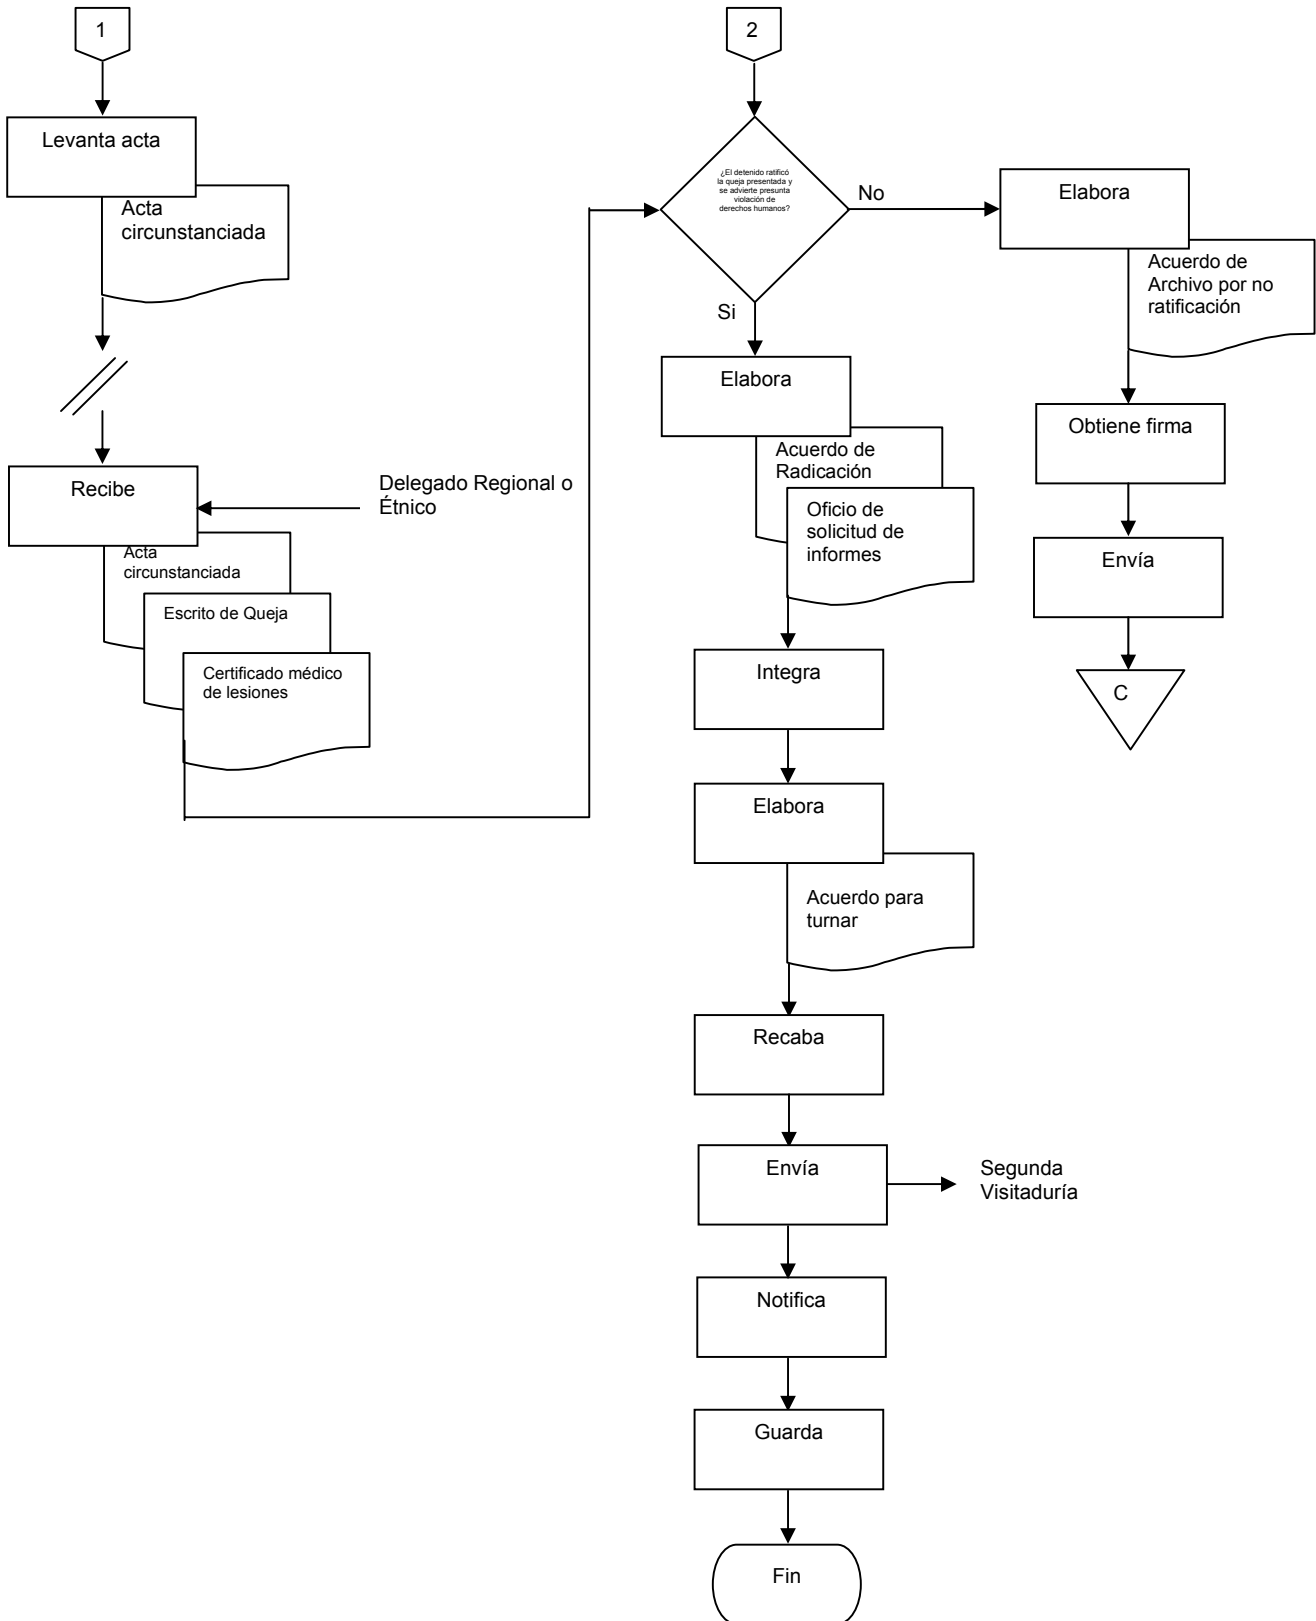 1
Levanta acta
Acta
circunstanciada
Recibe
Delegado Regional o
Étnico
Acta
circunstanciada
Escrito de Queja
Certificado médico
de lesiones
2
¿El detenido ratificó
la queja presentada y
se advierte presunta
violación de
derechos humanos?
No
Si
Elabora
Acuerdo de
Archivo por no
ratificación
Obtiene firma
Envía
C
Elabora
Acuerdo de
Radicación
Oficio de
solicitud de
informes
Integra
Elabora
Acuerdo para
turnar
Recaba
Envía
Segunda
Visitaduría
Notifica
Guarda
Fin